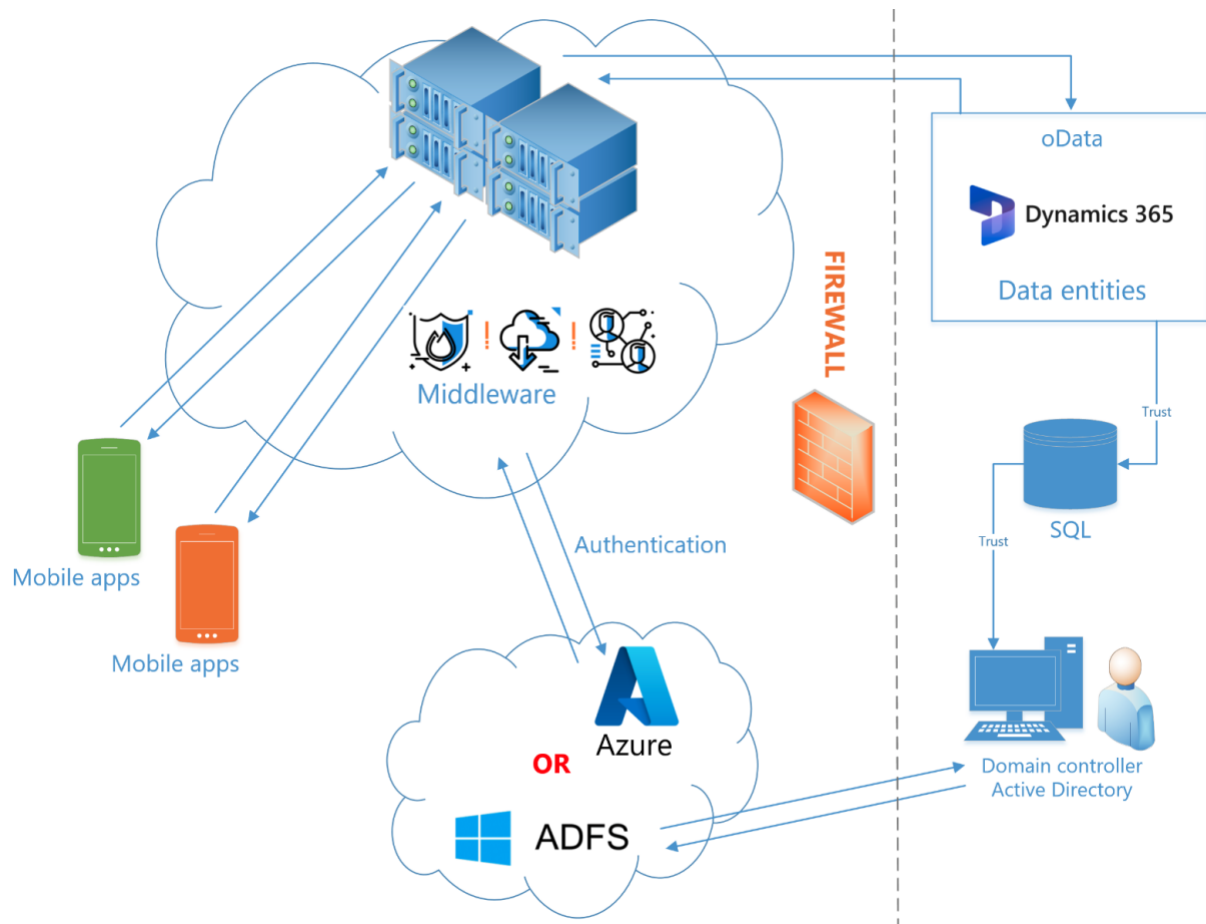 oData
Dynamics 365
Data entities
FIREWALL
Middleware
Trust
SQL
Trust
Authentication
Mobile apps
Mobile apps
Azure
OR
ADFS
Domain controller
Active Directory